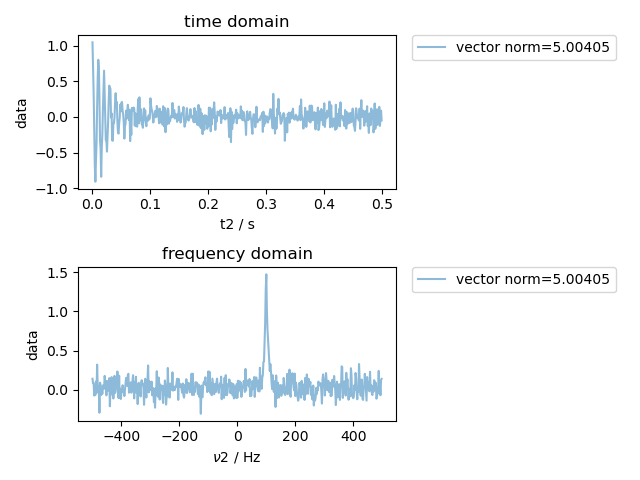 time domain
vector norm=5.00405
1.0
0.5
0.0
−0.5
−1.0
data
0.0 0.1 0.2 0.3 0.4 0.5
t2 / s
frequency domain
vector norm=5.00405
1.5
1.0
0.5
0.0
data
−400 −200 0 200 400
ν2 / Hz